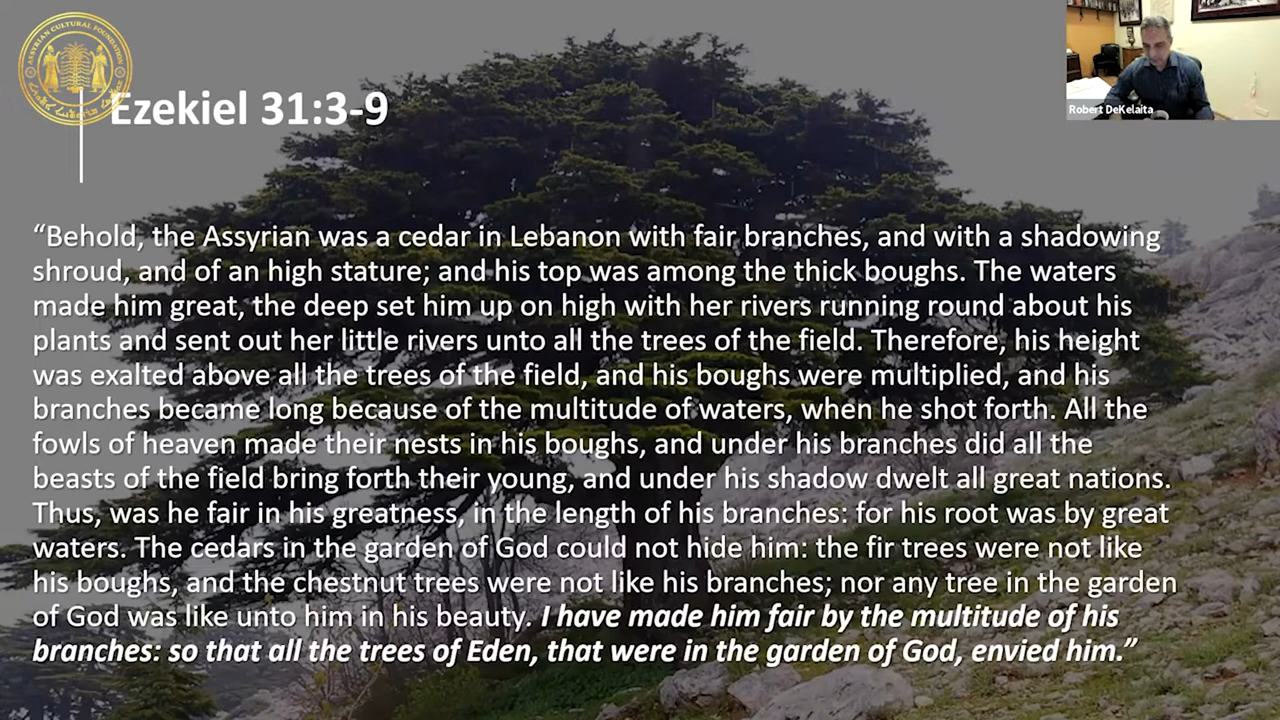 ASSYRIAN CULTURAL FOUNDATION
Ezekiel 31:3-9
Robert DeKelaita
“Behold, the Assyrian was a cedar in Lebanon with fair branches, and with a shadowing
shroud, and of an high stature; and his top was among the thick boughs. The waters
made him great, the deep set him up on high with her rivers running round about his
plants and sent out her little rivers unto all the trees of the field. Therefore, his height
was exalted above all the trees of the field, and his boughs were multiplied, and his
branches became long because of the multitude of waters, when he shot forth. All the
fowls of heaven made their nests in his boughs, and under his branches did all the
beasts of the field bring forth their young, and under his shadow dwelt all great nations.
Thus, was he fair in his greatness, in the length of his branches: for his root was by great
waters. The cedars in the garden of God could not hide him: the fir trees were not like
his boughs, and the chestnut trees were not like his branches; nor any tree in the garden
of God was like unto him in his beauty. I have made him fair by the multitude of his
branches: so that all the trees of Eden, that were in the garden of God, envied him.”